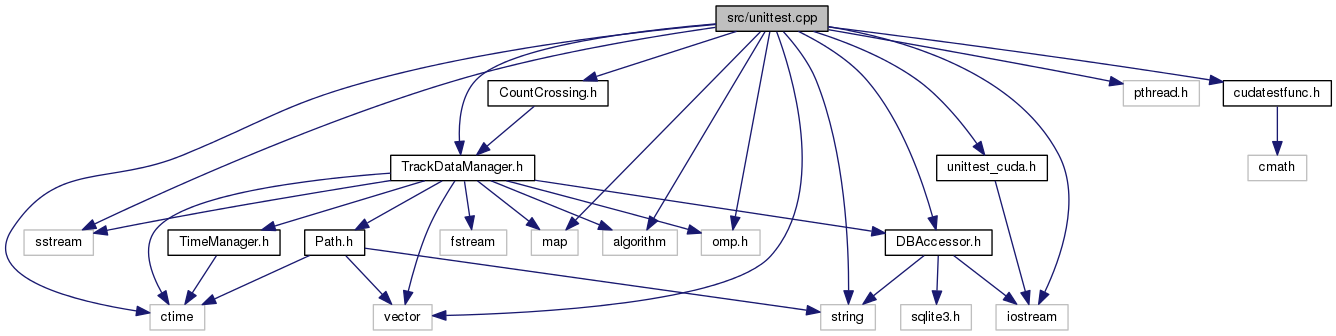 src/unittest.cpp
CountCrossing.h
pthread.h
cudatestfunc.h
TrackDataManager.h
unittest_cuda.h
cmath
sstream
TimeManager.h
Path.h
fstream
map
algorithm
omp.h
DBAccessor.h
ctime
vector
string
sqlite3.h
iostream